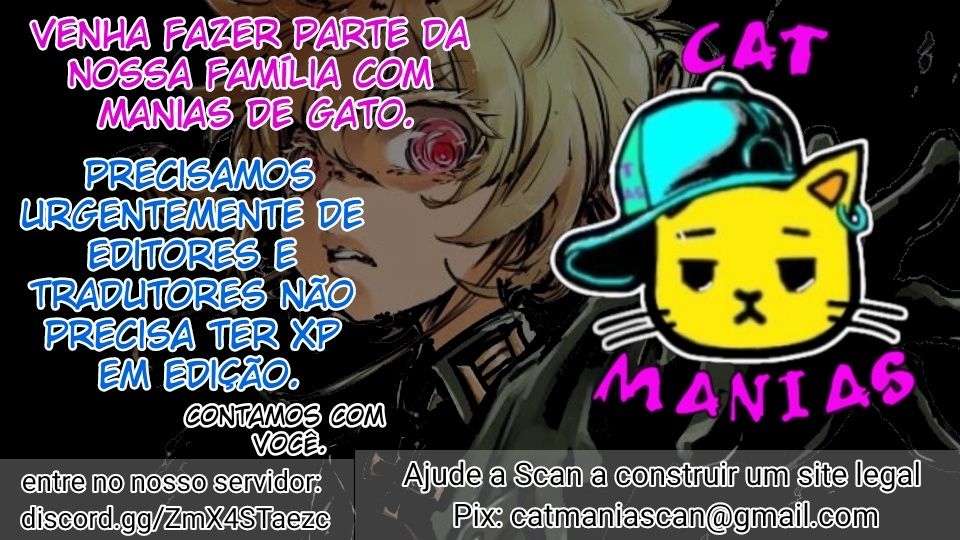 VENHA FAZER PARTE DA
NOSSA FAMÍLIA COM
MANIAS DE GATO.
PRECISAMOS
URGENTEMENTE DE
EDITORES E
TRADUTORES NÃO
PRECISA TER XP
EM EDIÇÃO.
CONTAMOS COM
VOCÊ.
entre no nosso servidor:
discord.gg/ZmX4STaezc
CAT
MANIAS
Ajude a Scan a construir um site legal
Pix: catmaniascan@gmail.com